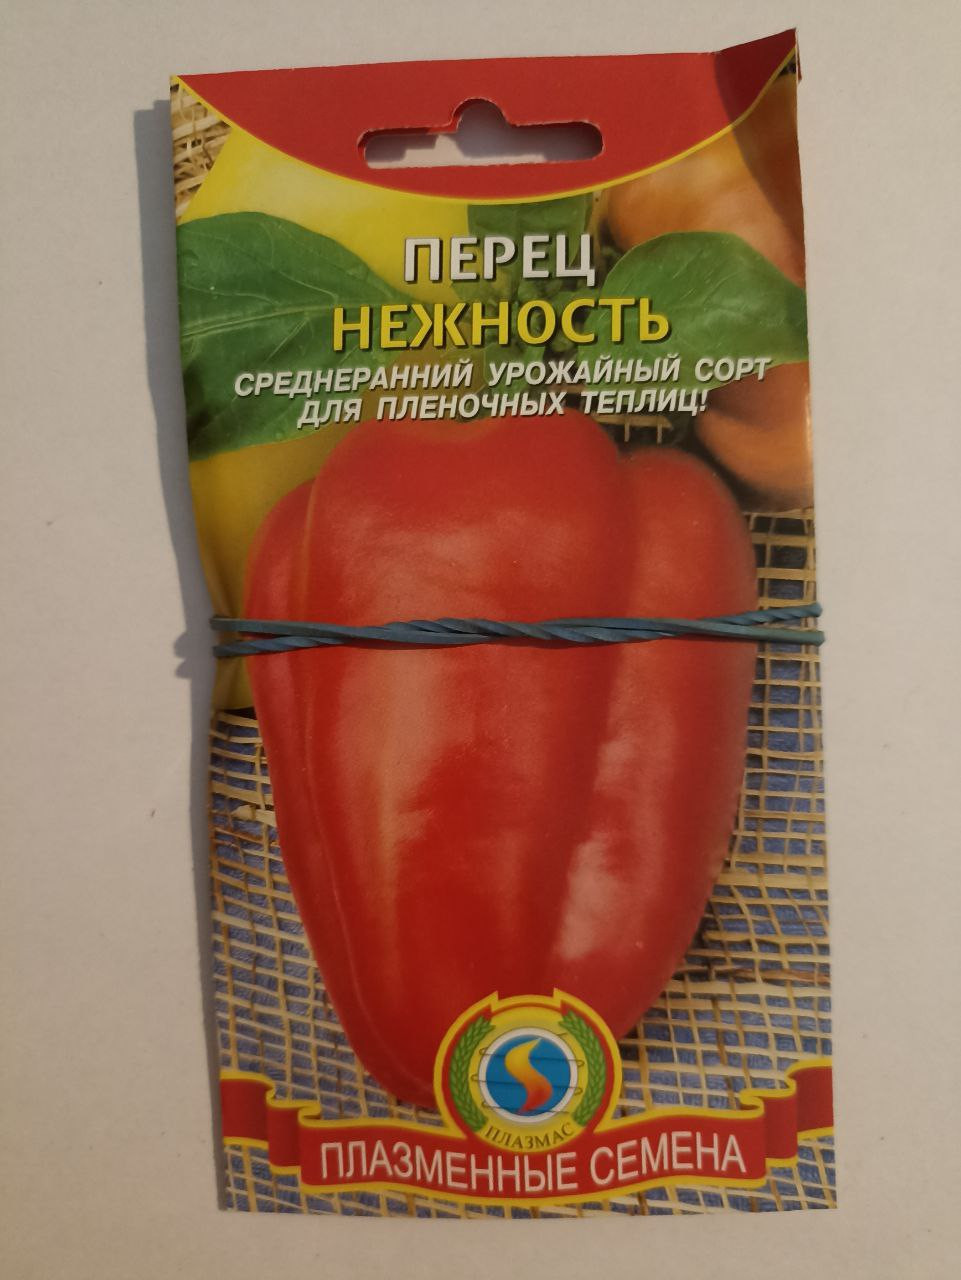 ПЕРЕЦ
НЕЖНОСТЬ
СРЕДНЕРАННИЙ УРОЖАЙНЫЙ СОРТ
ДЛЯ ПЛЕНОЧНЫХ ТЕПЛИЦ!
ПЛАЗМАС
ПЛАЗМЕННЫЕ СЕМЕНА